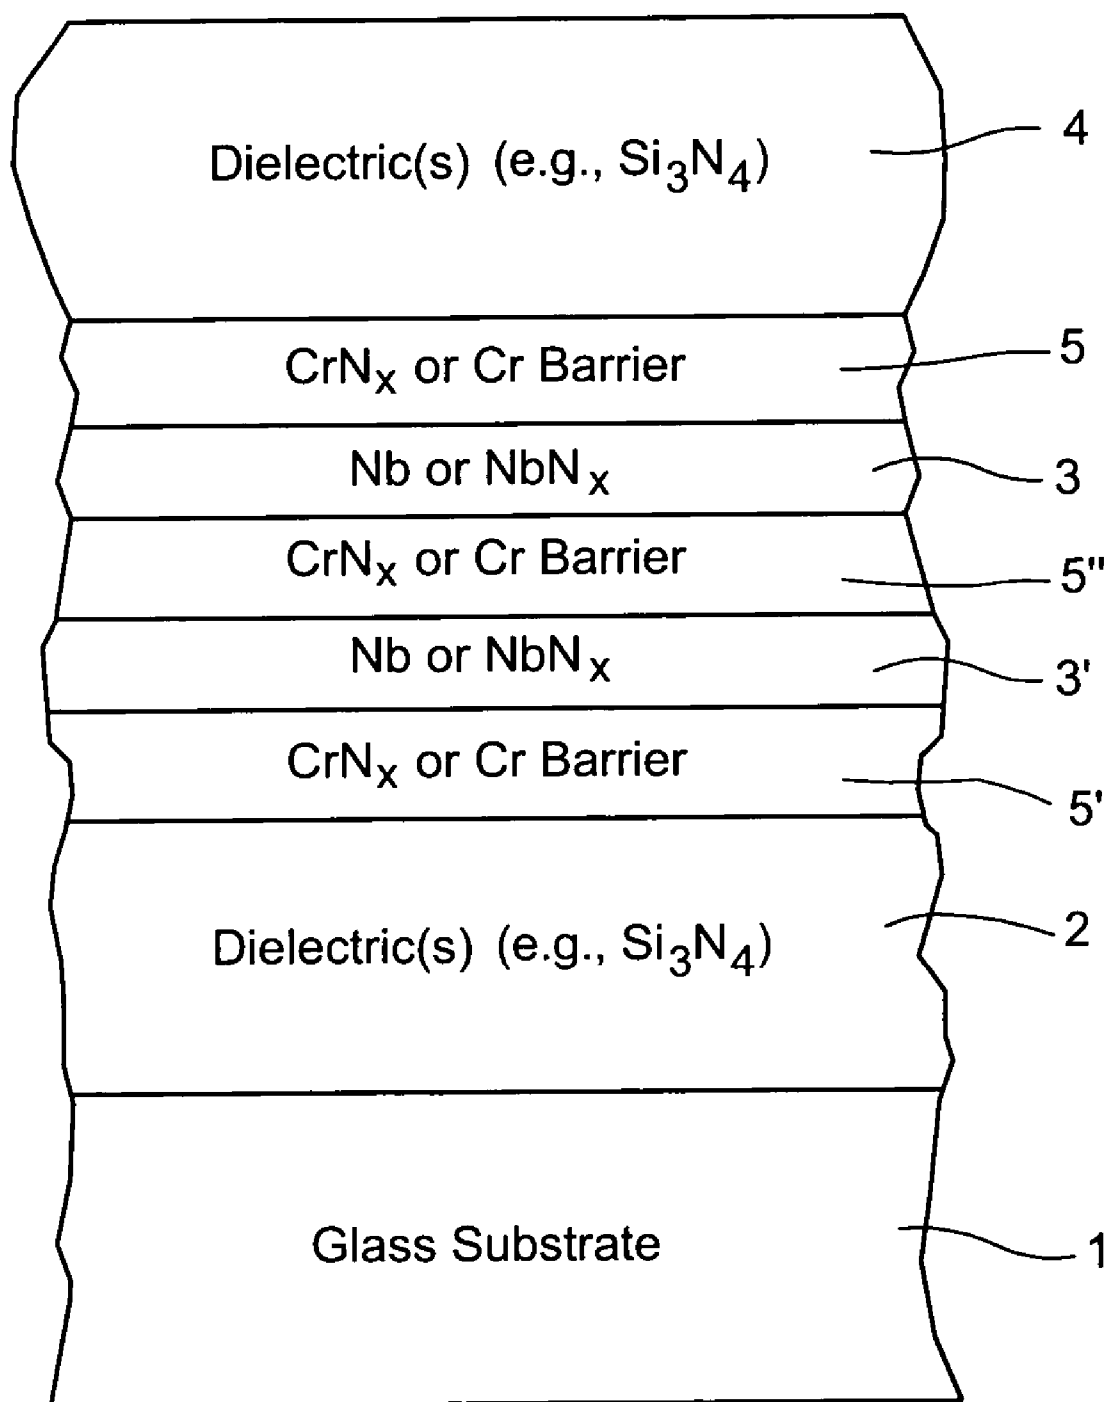 Dielectric(s) (e.g., Si₃N₄)
4
CrNₓ or Cr Barrier
5
Nb or NbNₓ
3
CrNₓ or Cr Barrier
5"
Nb or NbNₓ
3'
CrNₓ or Cr Barrier
5'
Dielectric(s) (e.g., Si₃N₄)
2
Glass Substrate
1